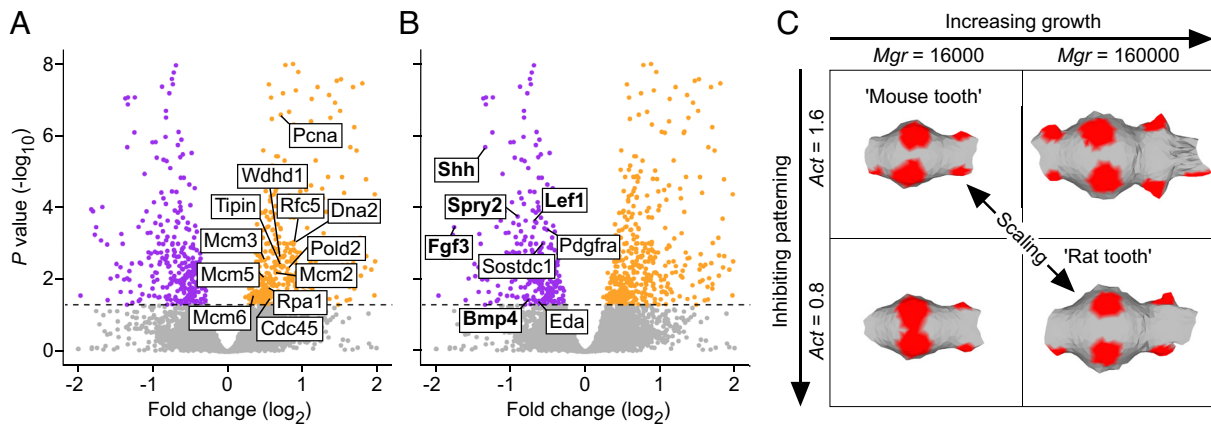 A
P value (-log10)
8
6
4
2
0
Pcna
Wdhd1
Tipin
Rfc5
Dna2
Mcm3
Pold2
Mcm5
Mcm2
Rpa1
Mcm6
Cdc45
-2
-1
0
1
2
Fold change (log2)
B
Shh
Spry2
Lef1
Fgf3
Pdgfra
Sostdc1
Bmp4
Eda
-2
-1
0
1
2
Fold change (log2)
C
Increasing growth
Mgr = 16000
Mgr = 160000
Inhibiting patterning
Act = 1.6
Act = 0.8
'Mouse tooth'
Scaling
'Rat tooth'